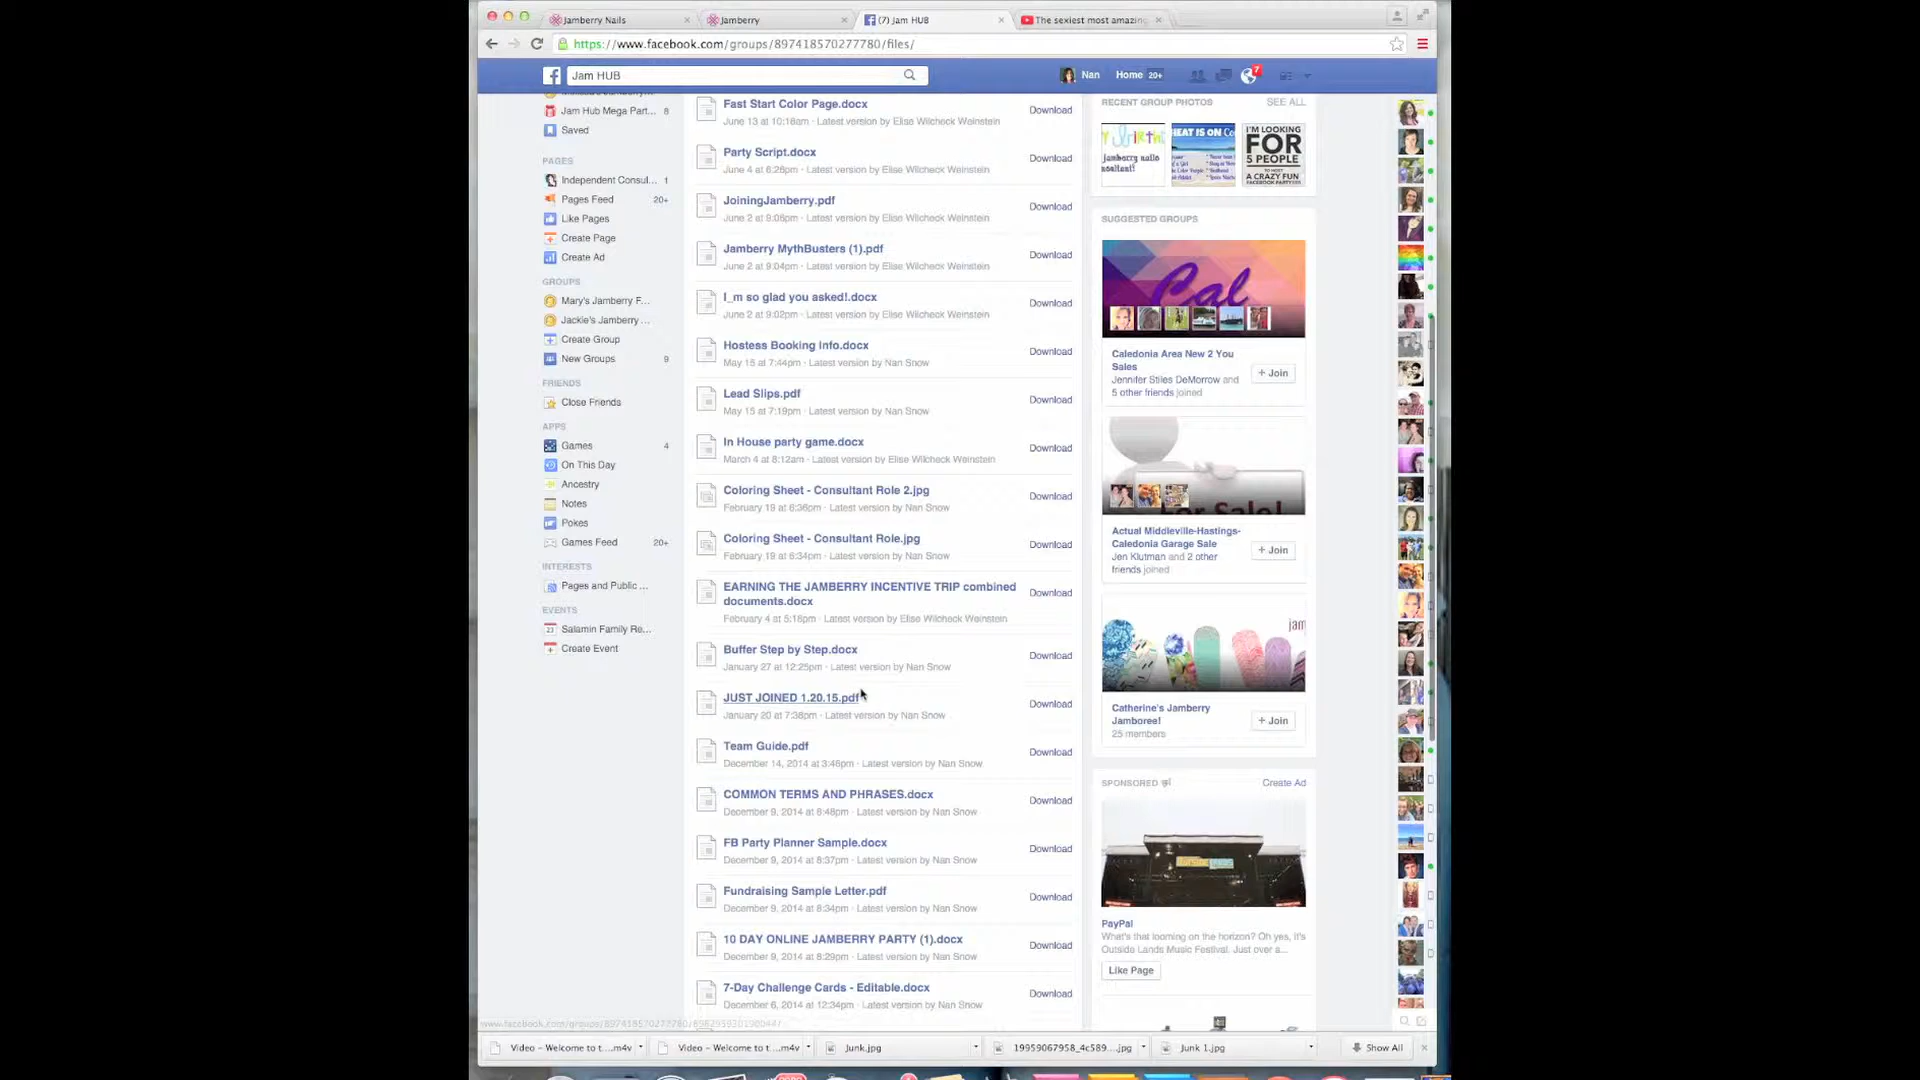 Jamberry Nails
Jamberry
(7) Jam HUB
The sexiest most amazing
https://www.facebook.com/groups/897418570277780/files/
Jam HUB
Nan
Home 20+
7
Jam Hub Mega Part... 8
Saved
PAGES
Independent Consul... 1
Pages Feed 20+
Like Pages
Create Page
Create Ad
GROUPS
Mary's Jamberry F...
Jackie's Jamberry ...
Create Group
New Groups 9
FRIENDS
Close Friends
APPS
Games 4
On This Day
Ancestry
Notes
Pokes
Games Feed 20+
INTERESTS
Pages and Public ...
EVENTS
Salamin Family Re...
Create Event
Fast Start Color Page.docx
June 13 at 10:16am · Latest version by Elise Wilcheck Weinstein
Download
Party Script.docx
June 4 at 6:26pm · Latest version by Elise Wilcheck Weinstein
Download
JoiningJamberry.pdf
June 2 at 9:06pm · Latest version by Elise Wilcheck Weinstein
Download
Jamberry MythBusters (1).pdf
June 2 at 9:04pm · Latest version by Elise Wilcheck Weinstein
Download
I_m so glad you asked!.docx
June 2 at 9:02pm · Latest version by Elise Wilcheck Weinstein
Download
Hostess Booking Info.docx
May 15 at 7:44pm · Latest version by Nan Snow
Download
Lead Slips.pdf
May 15 at 7:19pm · Latest version by Nan Snow
Download
In House party game.docx
March 4 at 8:12am · Latest version by Elise Wilcheck Weinstein
Download
Coloring Sheet - Consultant Role 2.jpg
February 19 at 6:36pm · Latest version by Nan Snow
Download
Coloring Sheet - Consultant Role.jpg
February 19 at 6:34pm · Latest version by Nan Snow
Download
EARNING THE JAMBERRY INCENTIVE TRIP combined
documents.docx
February 4 at 5:18pm · Latest version by Elise Wilcheck Weinstein
Download
Buffer Step by Step.docx
January 27 at 12:25pm · Latest version by Nan Snow
Download
JUST JOINED 1.20.15.pdf
January 20 at 7:38pm · Latest version by Nan Snow
Download
Team Guide.pdf
December 14, 2014 at 3:46pm · Latest version by Nan Snow
Download
COMMON TERMS AND PHRASES.docx
December 9, 2014 at 8:48pm · Latest version by Nan Snow
Download
FB Party Planner Sample.docx
December 9, 2014 at 8:37pm · Latest version by Nan Snow
Download
Fundraising Sample Letter.pdf
December 9, 2014 at 8:34pm · Latest version by Nan Snow
Download
10 DAY ONLINE JAMBERRY PARTY (1).docx
December 9, 2014 at 8:29pm · Latest version by Nan Snow
Download
7-Day Challenge Cards - Editable.docx
December 6, 2014 at 12:34pm · Latest version by Nan Snow
Download
RECENT GROUP PHOTOS
SEE ALL
jamberry nails
HEAT IS ON
I'M LOOKING
FOR
5 PEOPLE
TO HOST
A CRAZY FUN
FACEBOOK PARTY
SUGGESTED GROUPS
Cal
Caledonia Area New 2 You
Sales
Jennifer Stiles DeMorrow and
5 other friends joined
+ Join
For Sale!
Actual Middleville-Hastings-
Caledonia Garage Sale
Jen Klutman and 2 other
friends joined
+ Join
jam
Catherine's Jamberry
Jamboree!
25 members
+ Join
SPONSORED
Create Ad
OUTSIDE LANDS
PayPal
What's that looming on the horizon? Oh yes, it's
Outside Lands Music Festival. Just over a...
Like Page
Video – Welcome to t....m4v
Video – Welcome to t....m4v
Junk.jpg
19959067958_4c589....jpg
Junk 1.jpg
Show All